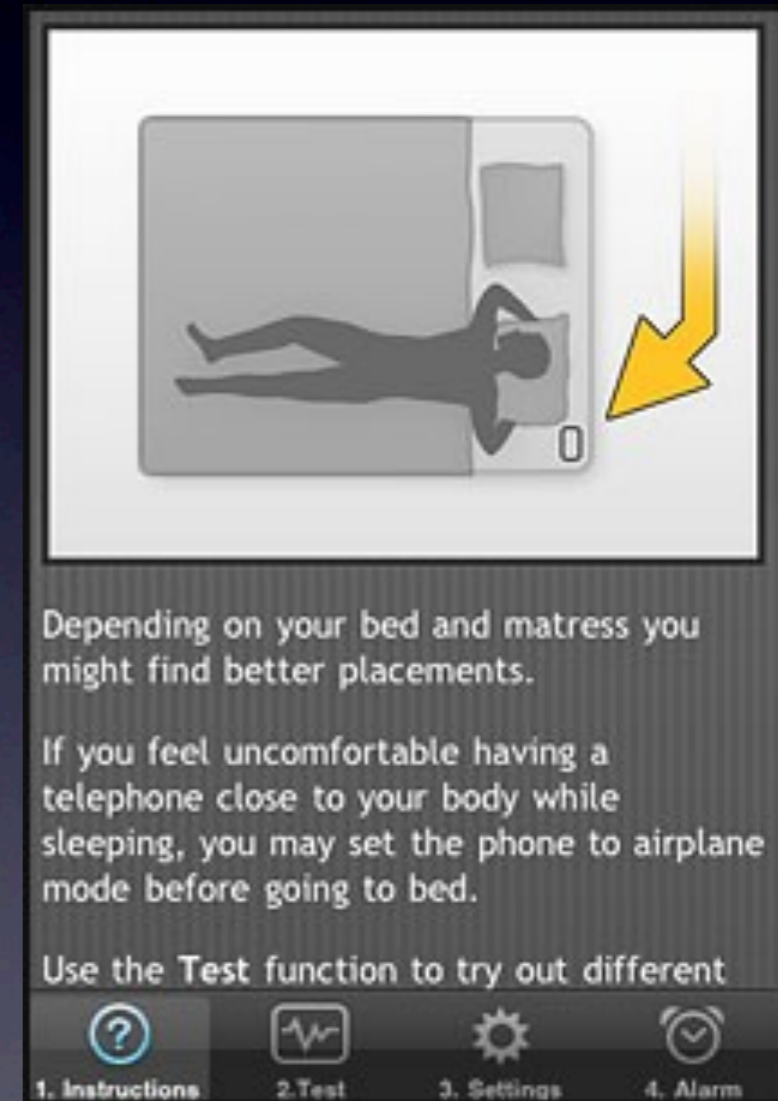 Depending on your bed and matress you
might find better placements.
If you feel uncomfortable having a
telephone close to your body while
sleeping, you may set the phone to airplane
mode before going to bed.
Use the Test function to try out different
1. Instructions 2.Test 3. Settings 4. Alarm